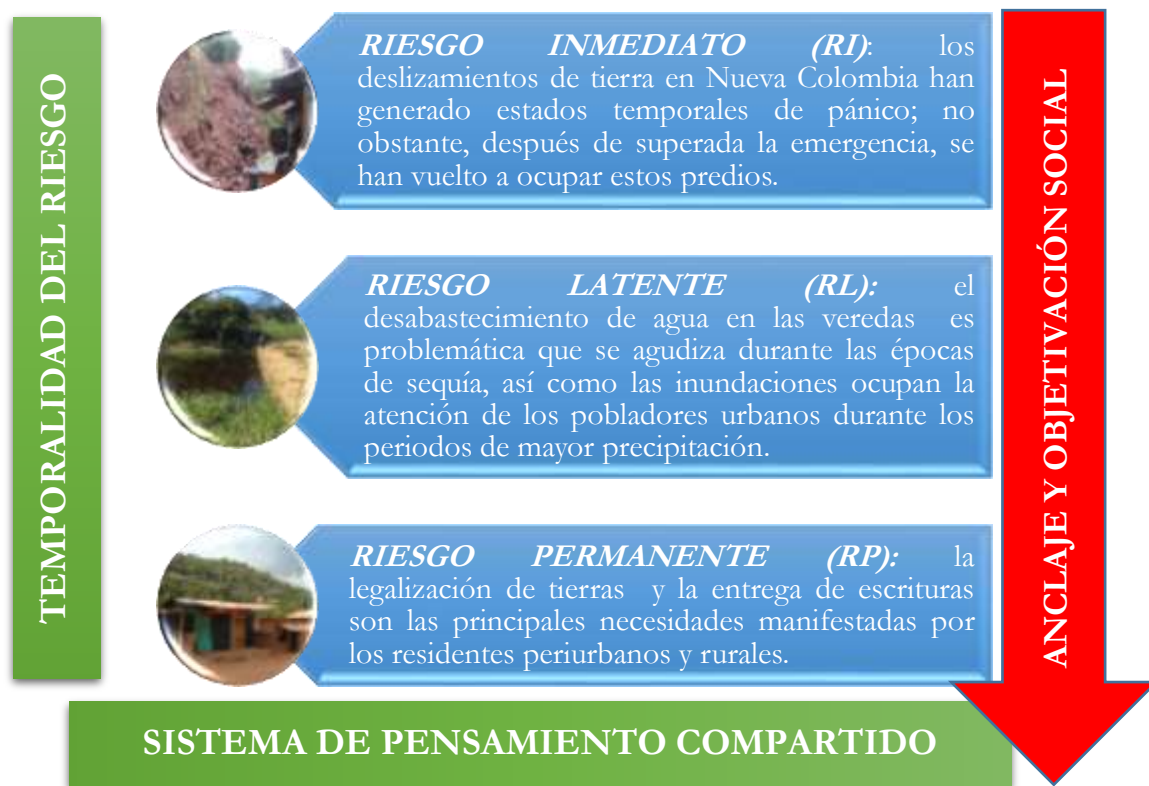 TEMPORALIDAD DEL RIESGO
RIESGO INMEDIATO (RI): los
deslizamientos de tierra en Nueva Colombia han
generado estados temporales de pánico; no
obstante, después de superada la emergencia, se
han vuelto a ocupar estos predios.
RIESGO LATENTE (RL): el
desabastecimiento de agua en las veredas es
problemática que se agudiza durante las épocas
de sequía, así como las inundaciones ocupan la
atención de los pobladores urbanos durante los
periodos de mayor precipitación.
RIESGO PERMANENTE (RP): la
legalización de tierras y la entrega de escrituras
son las principales necesidades manifestadas por
los residentes periurbanos y rurales.
ANCLAJE Y OBJETIVACIÓN SOCIAL
SISTEMA DE PENSAMIENTO COMPARTIDO